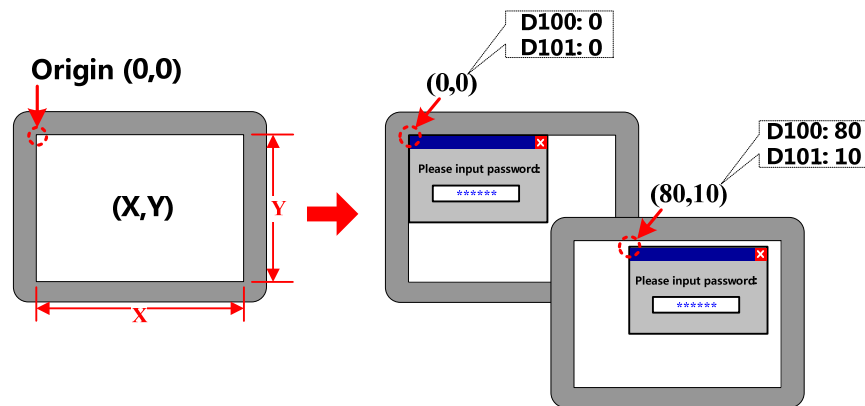 Origin (0,0)
(X,Y)
Y
X
D100: 0
D101: 0
(0,0)
Please input password:
******
D100: 80
D101: 10
(80,10)
Please input password:
******